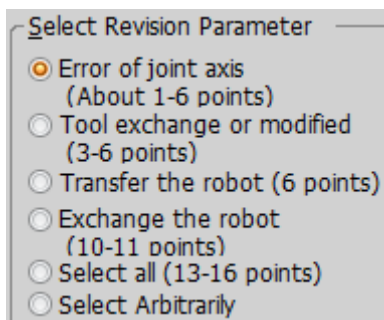 Select Revision Parameter
Error of joint axis
(About 1-6 points)
Tool exchange or modified
(3-6 points)
Transfer the robot (6 points)
Exchange the robot
(10-11 points)
Select all (13-16 points)
Select Arbitrarily